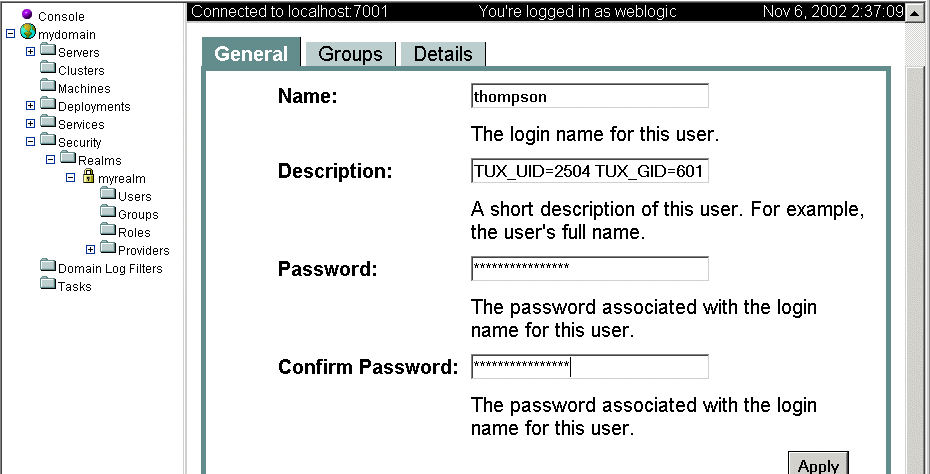 Console
mydomain
Servers
Clusters
Machines
Deployments
Services
Security
Realms
myrealm
Users
Groups
Roles
Providers
Domain Log Filters
Tasks
Connected to localhost:7001 You're logged in as weblogic Nov 6, 2002 2:37:09
General Groups Details
Name: thompson
The login name for this user.
Description: TUX_UID=2504 TUX_GID=601
A short description of this user. For example,
the user's full name.
Password: ****************
The password associated with the login
name for this user.
Confirm Password: ****************
The password associated with the login
name for this user.
Apply